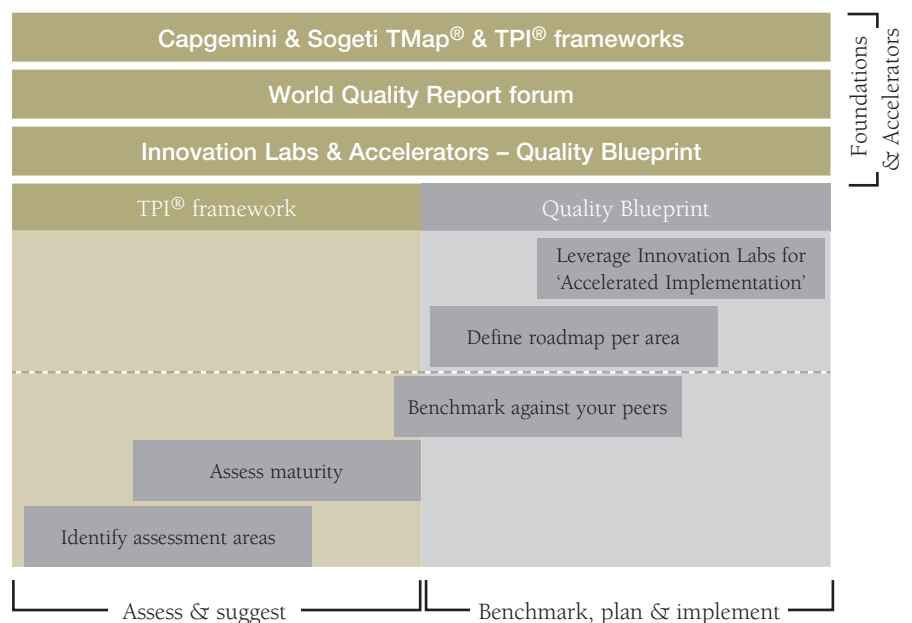 Capgemini & Sogeti TMap® & TPI® frameworks
World Quality Report forum
Innovation Labs & Accelerators – Quality Blueprint
Foundations
& Accelerators
TPI® framework
Quality Blueprint
Leverage Innovation Labs for
‘Accelerated Implementation’
Define roadmap per area
Benchmark against your peers
Assess maturity
Identify assessment areas
Assess & suggest
Benchmark, plan & implement